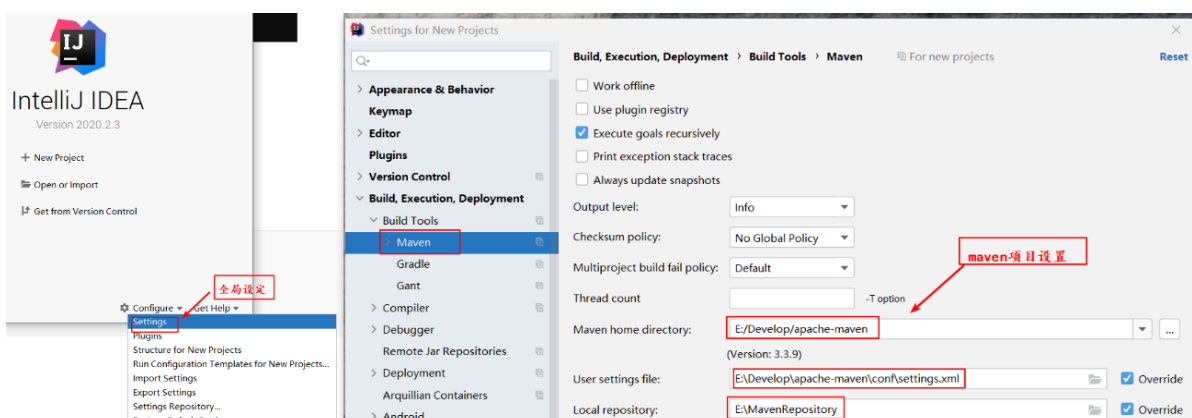 IJ
IntelliJ IDEA
Version 2020.2.3
+ New Project
Open or Import
Get from Version Control
全局设定
Configure
Get Help
Settings
Plugins
Structure for New Projects
Run Configuration Templates for New Projects...
Import Settings
Export Settings
Settings Repository...
Settings for New Projects
Appearance & Behavior
Keymap
Editor
Plugins
Version Control
Build, Execution, Deployment
Build Tools
Maven
Gradle
Gant
Compiler
Debugger
Remote Jar Repositories
Deployment
Arquillian Containers
Android
Build, Execution, Deployment › Build Tools › Maven
For new projects
Reset
Work offline
Use plugin registry
Execute goals recursively
Print exception stack traces
Always update snapshots
Output level: Info
Checksum policy: No Global Policy
maven项目设置
Multiproject build fail policy: Default
Thread count -T option
Maven home directory: E:/Develop/apache-maven ...
(Version: 3.3.9)
User settings file: E:\Develop\apache-maven\conf\settings.xml Override
Local repository: E:\MavenRepository Override